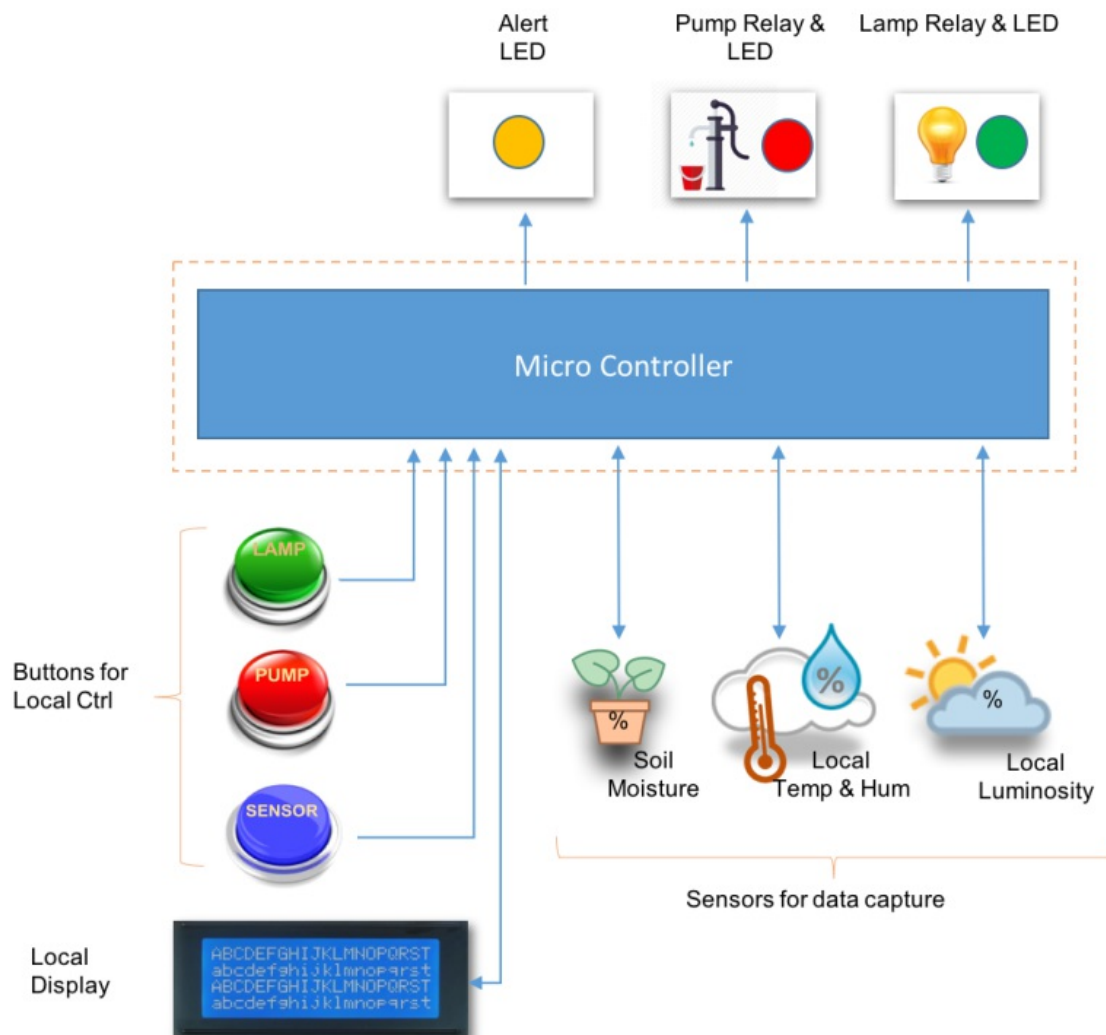 Alert
LED
Pump Relay &
LED
Lamp Relay & LED
Micro Controller
LAMP
PUMP
SENSOR
Buttons for
Local Ctrl
%
Soil
Moisture
%
Local
Temp & Hum
%
Local
Luminosity
Sensors for data capture
Local
Display
ABCDEFGHIJKLMNOPQRST
abcdefghijklmnopqrst
ABCDEFGHIJKLMNOPQRST
abcdefghijklmnopqrst